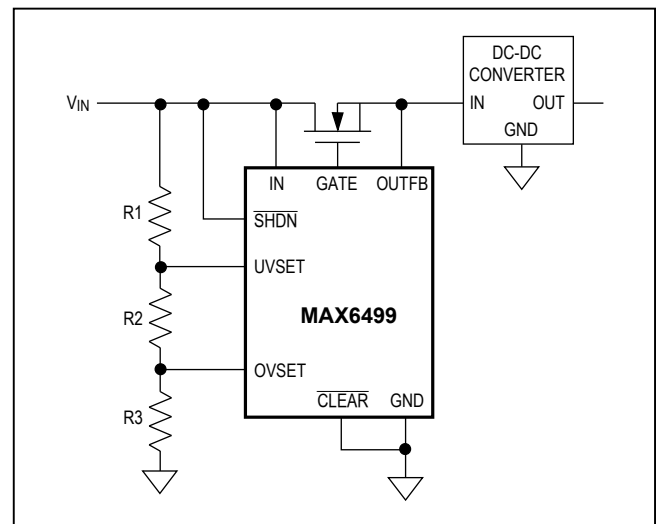 DC-DC
CONVERTER
IN OUT
GND
VIN
IN GATE OUTFB
R1
SHDN
UVSET
R2
MAX6499
OVSET
CLEAR GND
R3